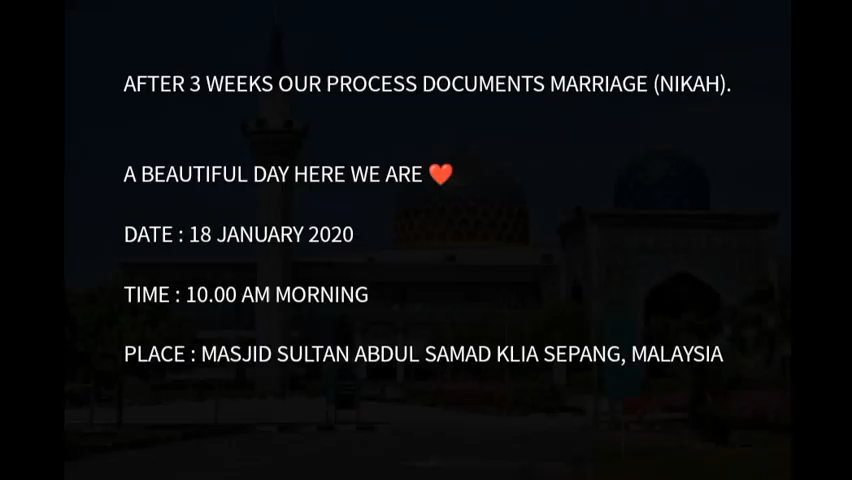 AFTER 3 WEEKS OUR PROCESS DOCUMENTS MARRIAGE (NIKAH).
A BEAUTIFUL DAY HERE WE ARE ❤️
DATE : 18 JANUARY 2020
TIME : 10.00 AM MORNING
PLACE : MASJID SULTAN ABDUL SAMAD KLIA SEPANG, MALAYSIA